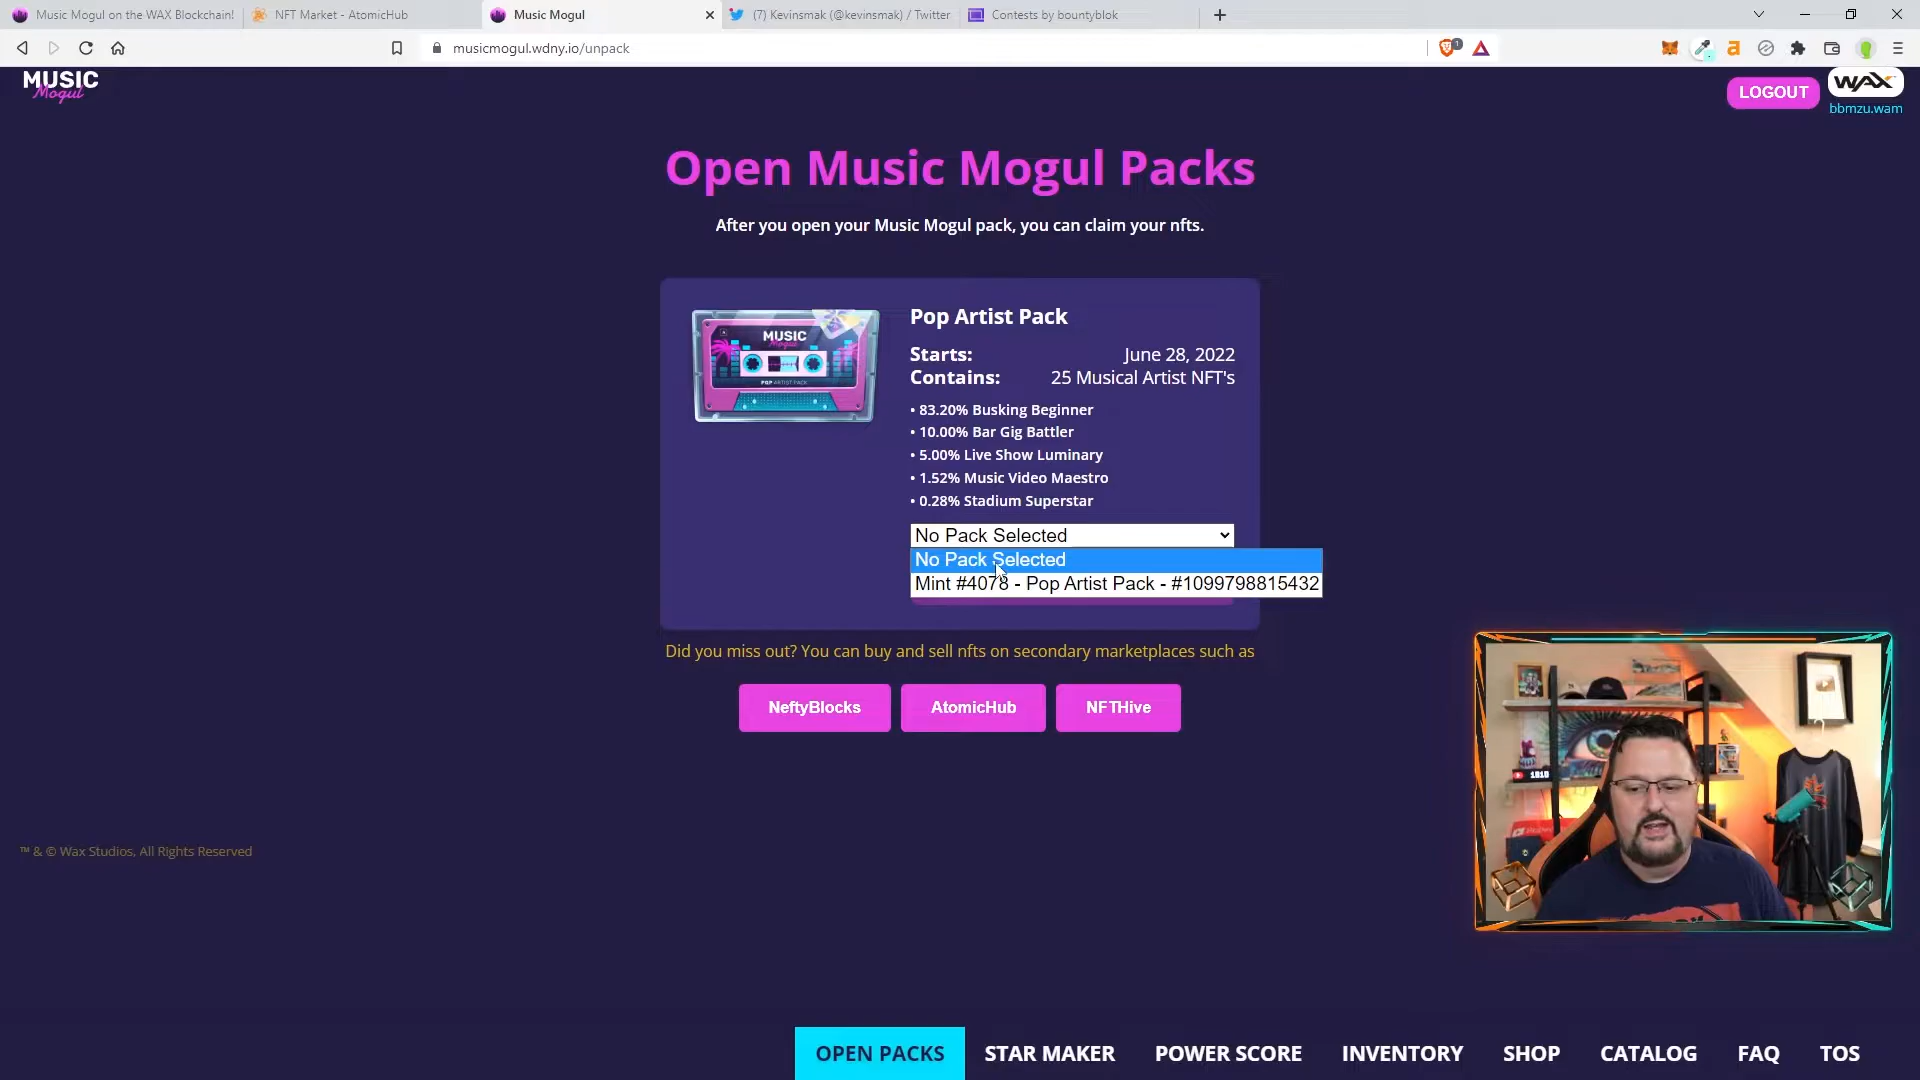 Music Mogul on the WAX Blockchain!
NFT Market - AtomicHub
Music Mogul
(7) Kevinsmak (@kevinsmak) / Twitter
Contests by bountyblok
musicmogul.wdny.io/unpack
1
MUSIC
Mogul
LOGOUT
WAX
bbmzu.wam
Open Music Mogul Packs
After you open your Music Mogul pack, you can claim your nfts.
MUSIC
Mogul
POP ARTIST PACK
Pop Artist Pack
Starts: June 28, 2022
Contains: 25 Musical Artist NFT's
• 83.20% Busking Beginner
• 10.00% Bar Gig Battler
• 5.00% Live Show Luminary
• 1.52% Music Video Maestro
• 0.28% Stadium Superstar
No Pack Selected
No Pack Selected
Mint #4078 - Pop Artist Pack - #1099798815432
Did you miss out? You can buy and sell nfts on secondary marketplaces such as
NeftyBlocks
AtomicHub
NFTHive
1810
™ & © Wax Studios, All Rights Reserved
OPEN PACKS
STAR MAKER
POWER SCORE
INVENTORY
SHOP
CATALOG
FAQ
TOS